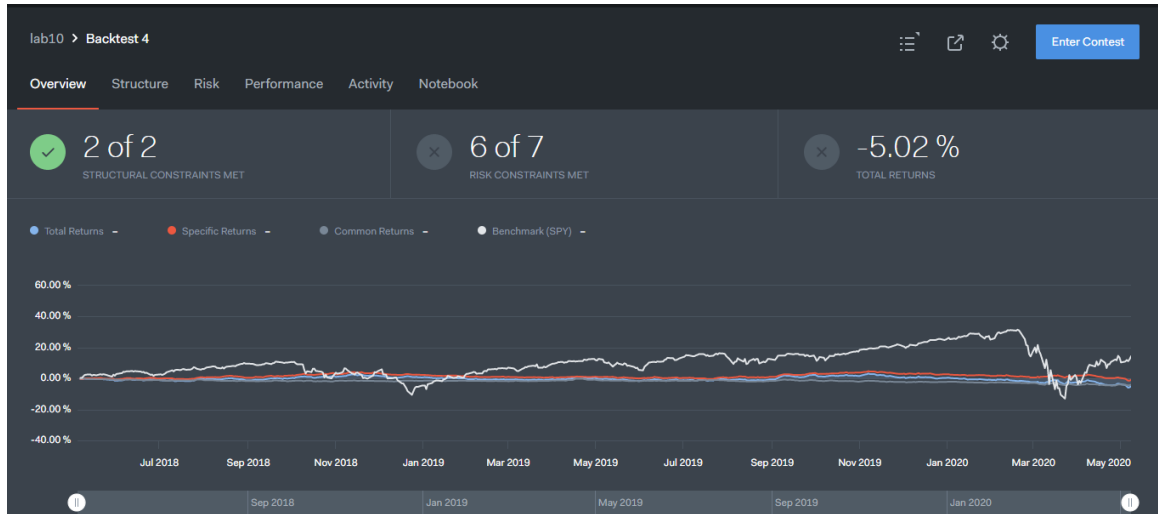 lab10 > Backtest 4
Enter Contest
Overview Structure Risk Performance Activity Notebook
2 of 2
STRUCTURAL CONSTRAINTS MET
6 of 7
RISK CONSTRAINTS MET
-5.02 %
TOTAL RETURNS
Total Returns – Specific Returns – Common Returns – Benchmark (SPY) –
60.00 %
40.00 %
20.00 %
0.00 %
-20.00 %
-40.00 %
Jul 2018 Sep 2018 Nov 2018 Jan 2019 Mar 2019 May 2019 Jul 2019 Sep 2019 Nov 2019 Jan 2020 Mar 2020 May 2020
Sep 2018 Jan 2019 May 2019 Sep 2019 Jan 2020